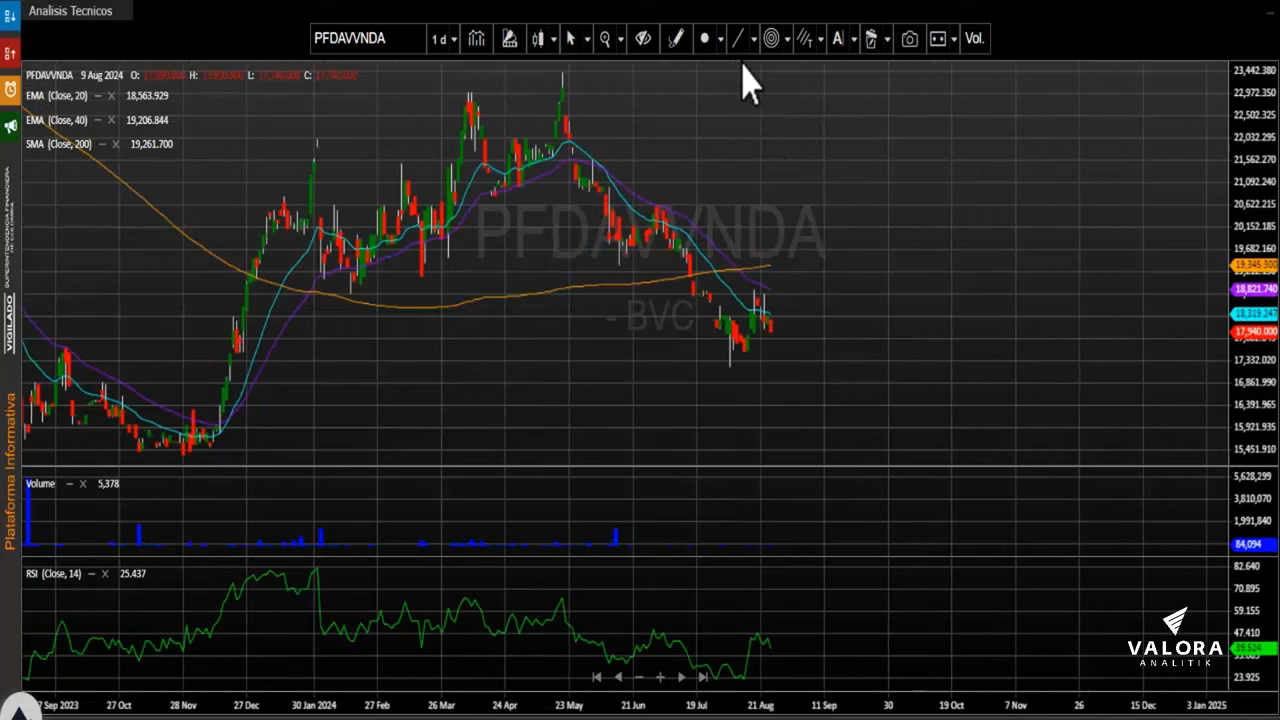 Analisis Tecnicos
PFDAVVNDA 1 d Vol.
PFDAVVNDA 9 Aug 2024 O: H: L: C:
EMA (Close, 20) 18,563.929
EMA (Close, 40) 19,206.844
SMA (Close, 200) 19,261.700
PFDAVVNDA
- BVC
23,442.380
22,972.350
22,502.325
22,032.295
21,562.270
21,092.240
20,622.215
20,152.185
19,682.160
19,345.300
18,821.740
18,319.247
17,940.000
17,332.020
16,861.990
16,391.965
15,921.935
15,451.910
Volume 5,378
5,628,299
3,810,070
1,991,840
84,094
RSI (Close, 14) 25.437
82.640
70.895
59.155
47.410
39.524
23.925
Sep 2023 27 Oct 28 Nov 27 Dec 30 Jan 2024 27 Feb 26 Mar 24 Apr 23 May 21 Jun 19 Jul 21 Aug 11 Sep 30 19 Oct 7 Nov 26 15 Dec 3 Jan 2025
VIGILADO
SUPERINTENDENCIA FINANCIERA
DE COLOMBIA
Plataforma Informativa
VALORA
ANALITIK